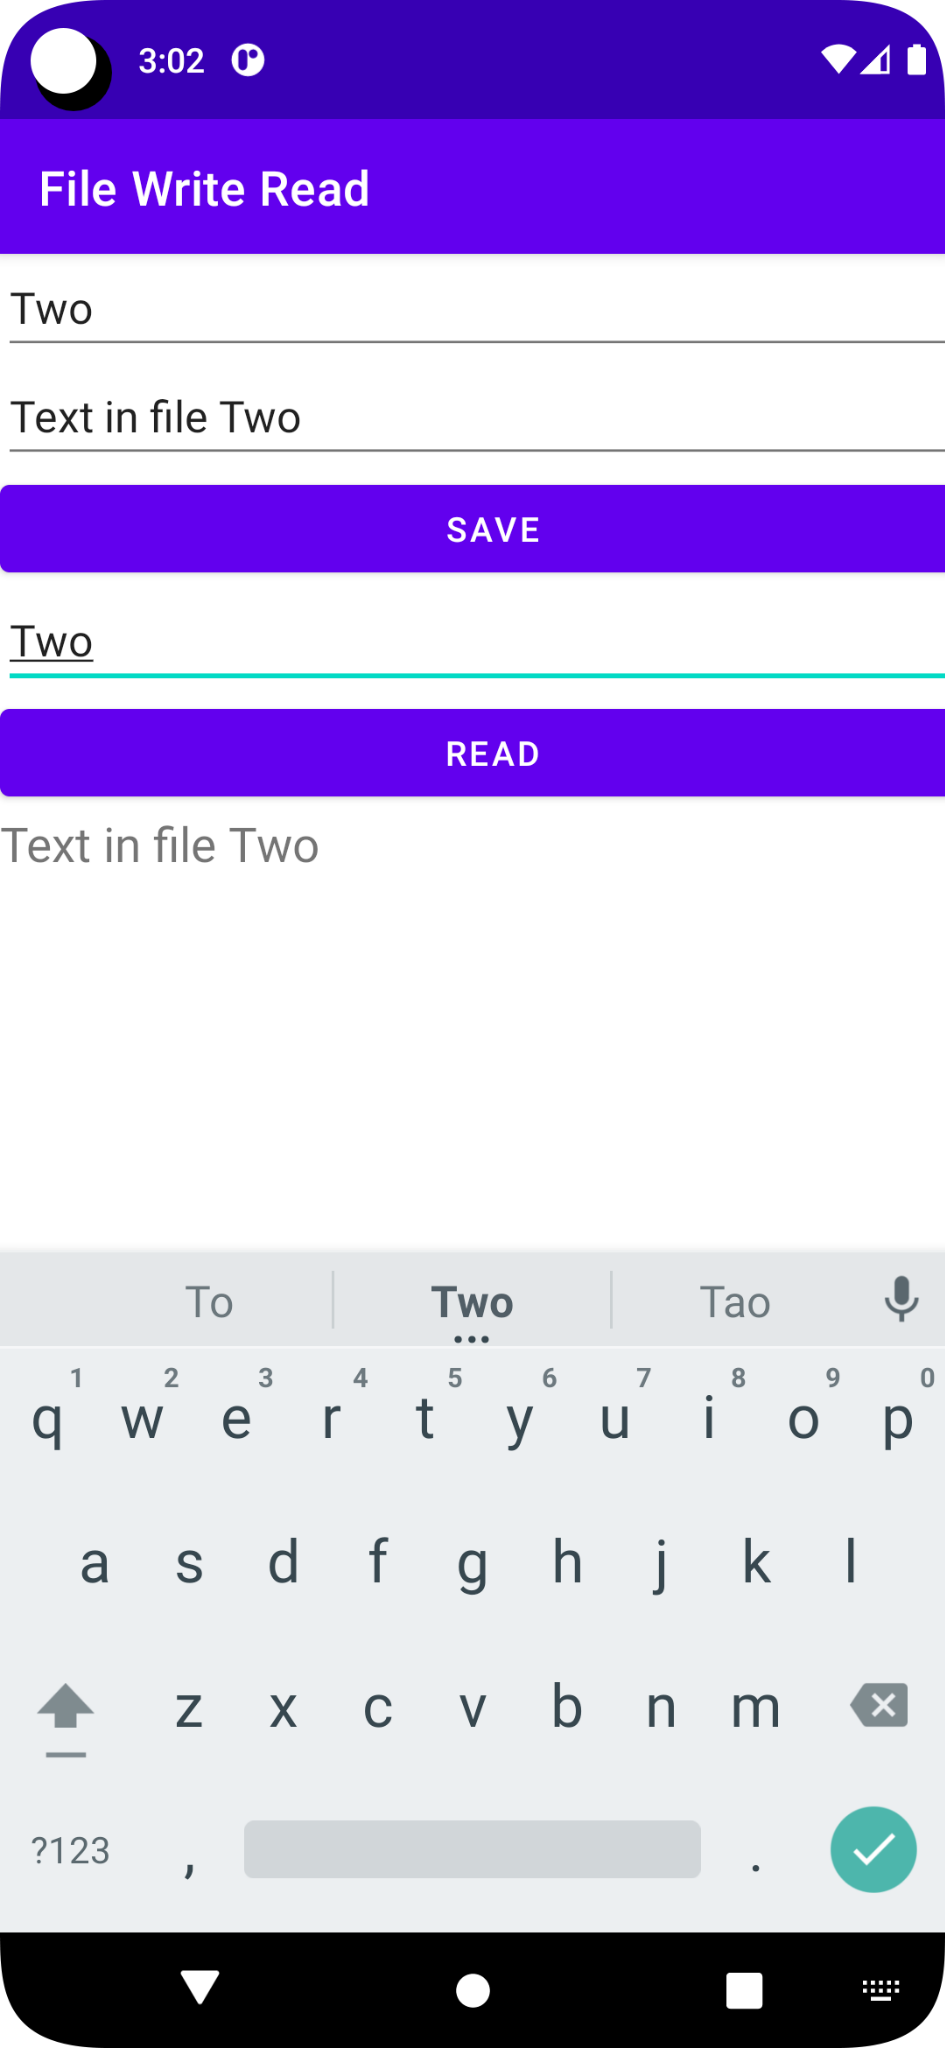 3:02
File Write Read
Two
Text in file Two
SAVE
Two
READ
Text in file Two
To Two Tao
1 2 3 4 5 6 7 8 9 0
q w e r t y u i o p
a s d f g h j k l
z x c v b n m
?123 , .